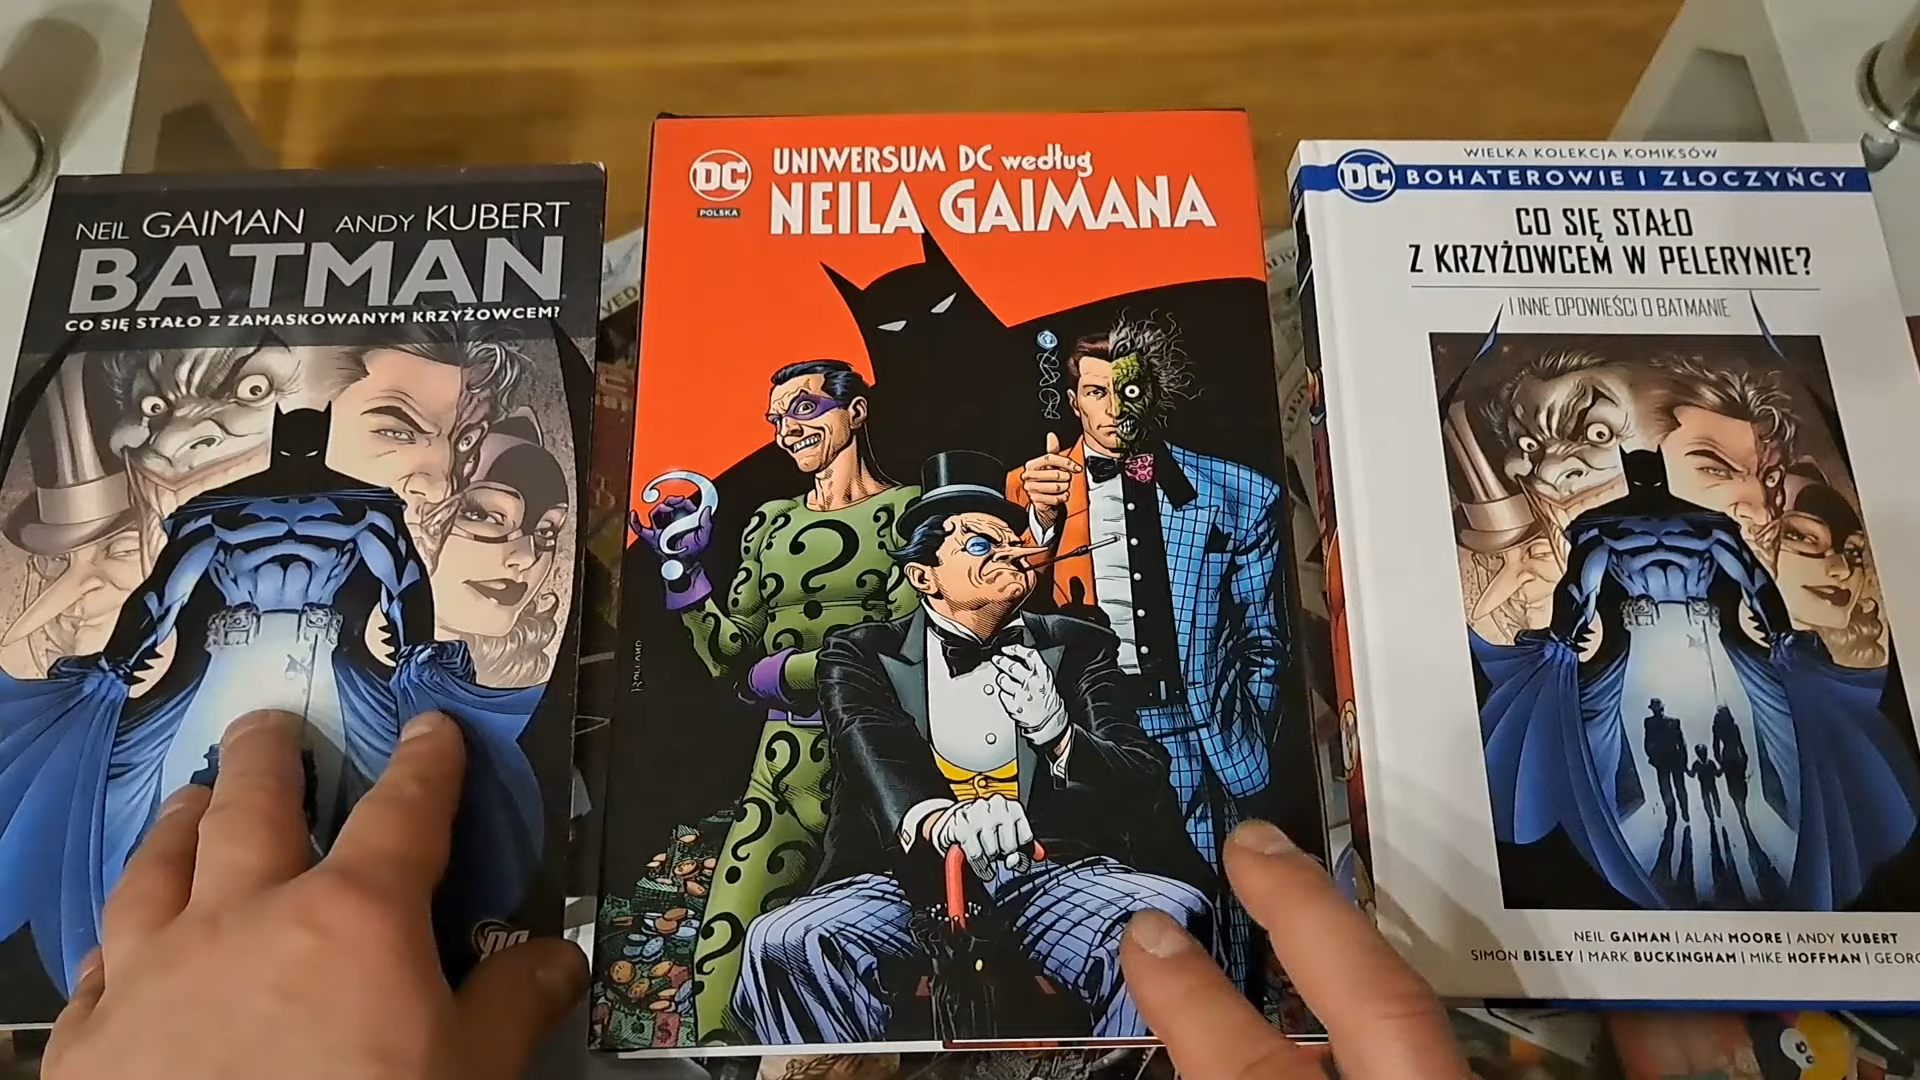 NEIL GAIMAN ANDY KUBERT
BATMAN
CO SIĘ STAŁO Z ZAMASKOWANYM KRZYŻOWCEM?
DC
DC
POLSKA
UNIWERSUM DC według
NEILA GAIMANA
BOLLAND
WIELKA KOLEKCJA KOMIKSÓW
DC
BOHATEROWIE I ZŁOCZYŃCY
CO SIĘ STAŁO
Z KRZYŻOWCEM W PELERYNIE?
I INNE OPOWIEŚCI O BATMANIE
NEIL GAIMAN | ALAN MOORE | ANDY KUBERT
SIMON BISLEY | MARK BUCKINGHAM | MIKE HOFFMAN |